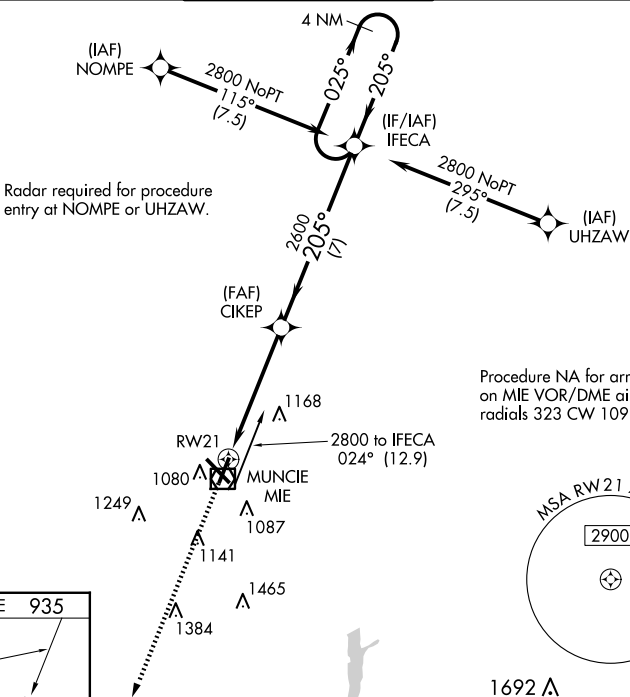 4 NM
(IAF)
NOMPE
2800 NoPT
115°
(7.5)
025°
205°
(IF/IAF)
IFECA
2800 NoPT
295°
(7.5)
(IAF)
UHZAW
Radar required for procedure
entry at NOMPE or UHZAW.
2600
205°
(7)
(FAF)
CIKEP
Procedure NA for arr
on MIE VOR/DME ai
radials 323 CW 109
1168
RW21
2800 to IFECA
024° (12.9)
1080
MUNCIE
MIE
1249
1087
1141
MSA RW21
2900
1465
1384
E 935
1692